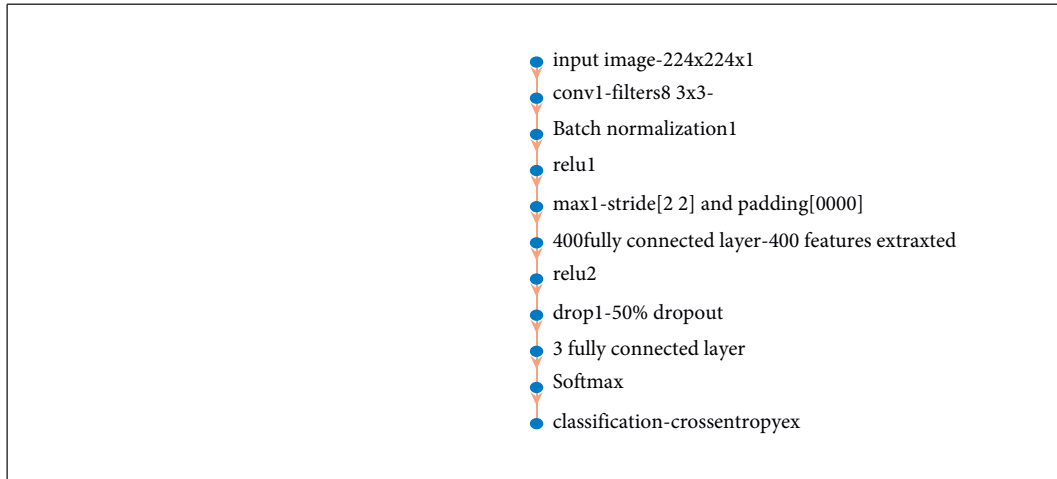 input image-224x224x1
conv1-filters8 3x3-
Batch normalization1
relu1
max1-stride[2 2] and padding[0000]
400fully connected layer-400 features extraxted
relu2
drop1-50% dropout
3 fully connected layer
Softmax
classification-crossentropyex